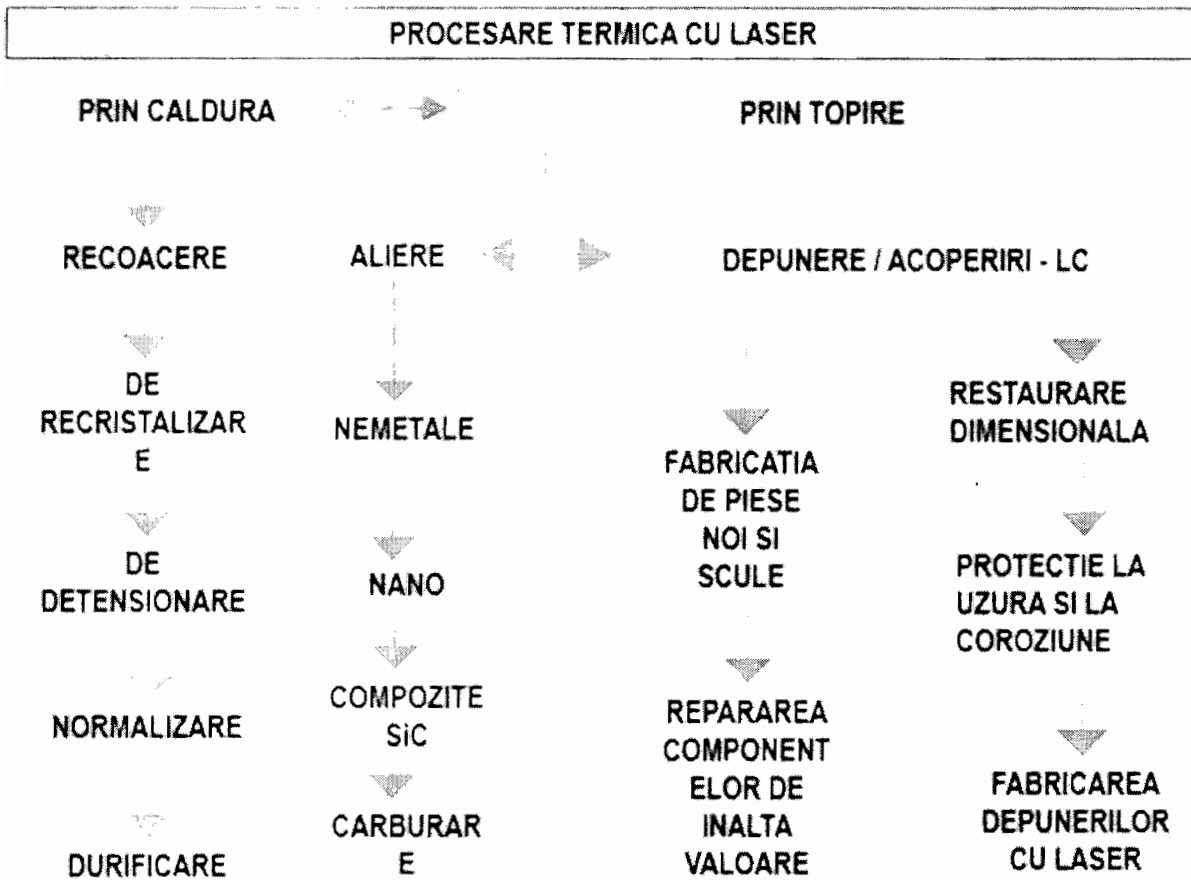 PROCESARE TERMICA CU LASER
PRIN CALDURA
PRIN TOPIRE
RECOACERE
ALIERE
DEPUNERE / ACOPERIRI - LC
DE
RECRISTALIZAR
E
NEMETALE
FABRICATIA
DE PIESE
NOI SI
SCULE
RESTAURARE
DIMENSIONALA
DE
DETENSIONARE
NANO
PROTECTIE LA
UZURA SI LA
COROZIUNE
NORMALIZARE
COMPOZITE
SiC
REPARAREA
COMPONENT
ELOR DE
INALTA
VALOARE
FABRICAREA
DEPUNERILOR
CU LASER
DURIFICARE
CARBURAR
E